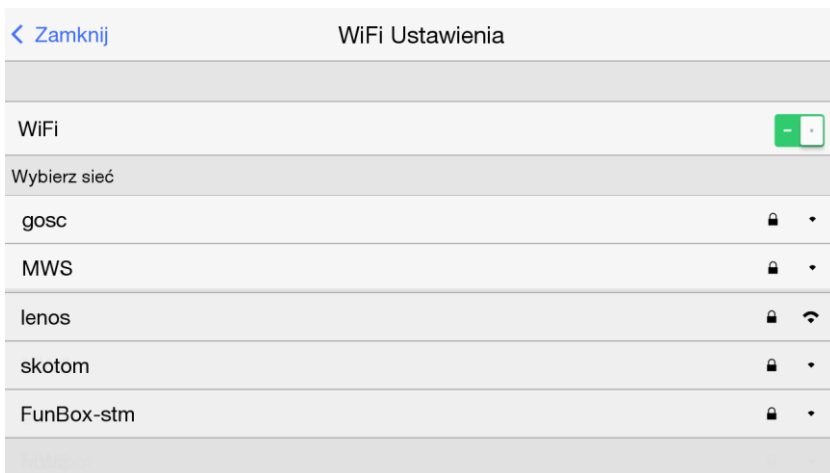 Zamknij
WiFi Ustawienia
WiFi
Wybierz sieć
gosc
MWS
lenos
skotom
FunBox-stm